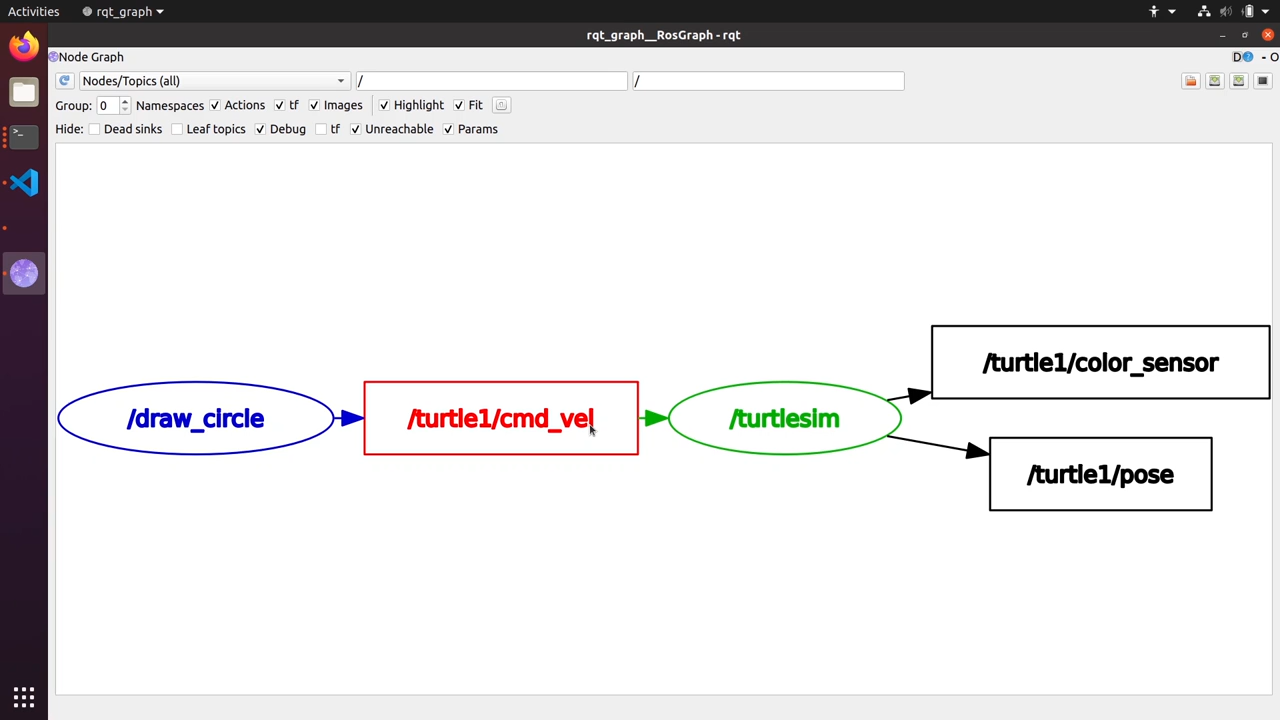 Activities rqt_graph
rqt_graph__RosGraph - rqt
Node Graph D - O
Nodes/Topics (all) / /
Group: 0 Namespaces Actions tf Images Highlight Fit
Hide: Dead sinks Leaf topics Debug tf Unreachable Params
/turtle1/color_sensor
/draw_circle /turtle1/cmd_vel /turtlesim
/turtle1/pose